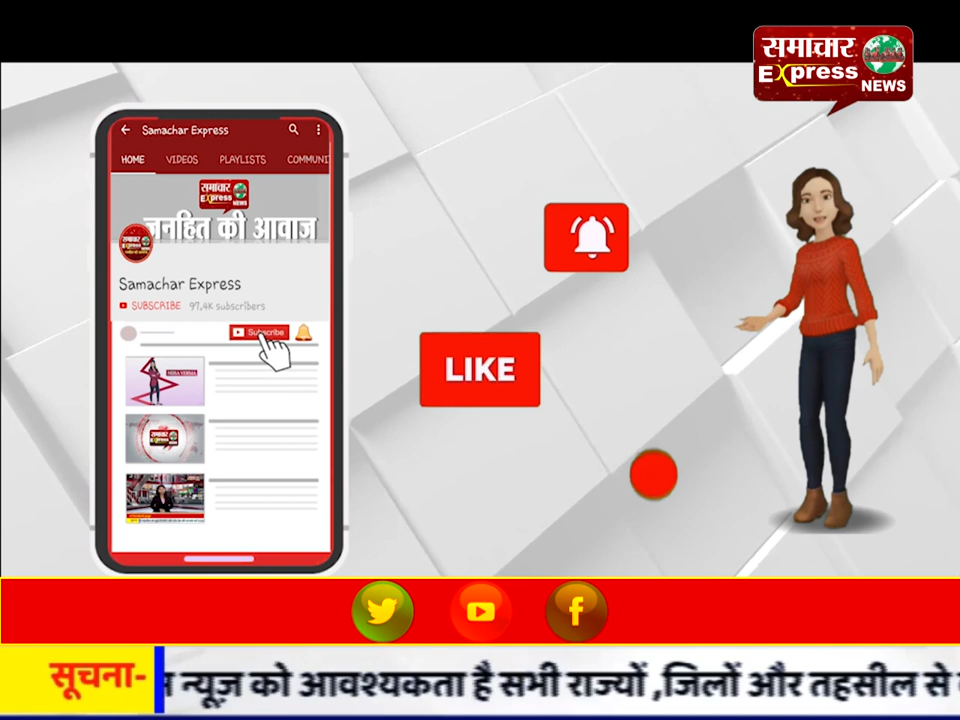 समाचार
Express
NEWS
Samachar Express
HOME VIDEOS PLAYLISTS COMMUNI
समाचार
Express
NEWS
जनहित की आवाज
Samachar Express
SUBSCRIBE 97.4K subscribers
Subscribe
LIKE
सूचना- न्यूज़ को आवश्यकता है सभी राज्यों ,जिलों और तहसील से